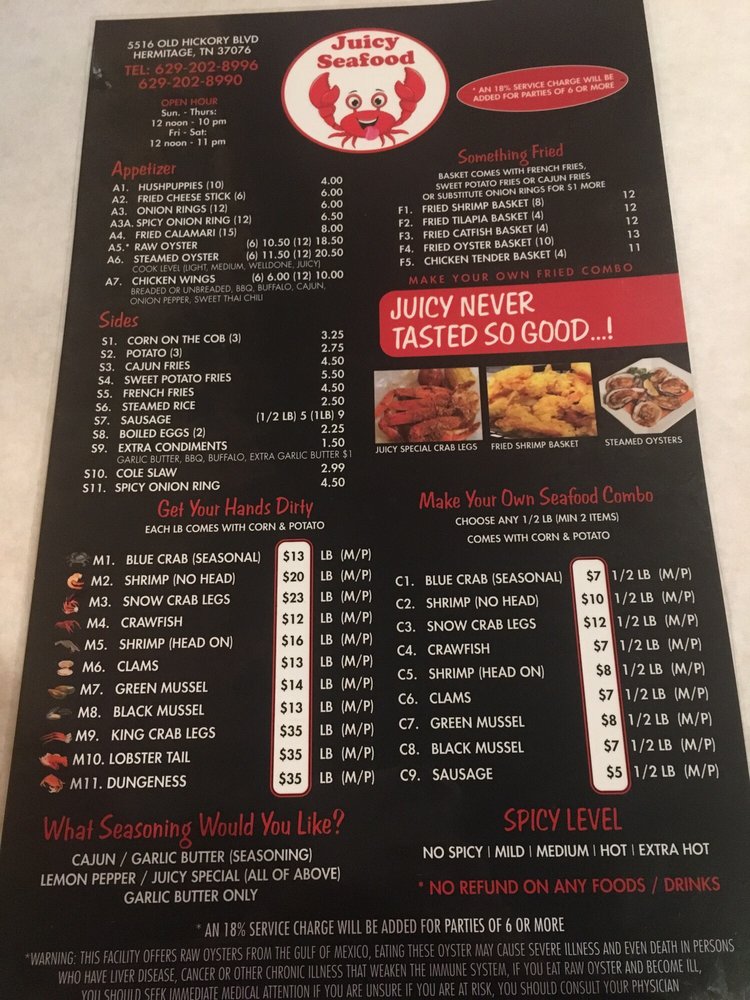 5516 OLD HICKORY BLVD
HERMITAGE, TN 37076
TEL: 629-202-8996
629-202-8990
OPEN HOUR
Sun. - Thurs:
12 noon - 10 pm
Fri - Sat:
12 noon - 11 pm
Juicy
Seafood
* AN 18% SERVICE CHARGE WILL BE
ADDED FOR PARTIES OF 6 OR MORE
Appetizer
A1. HUSHPUPPIES (10) 4.00
A2. FRIED CHEESE STICK (6) 6.00
A3. ONION RINGS (12) 6.00
A3A. SPICY ONION RING (12) 6.50
A4. FRIED CALAMARI (15) 8.00
A5.* RAW OYSTER (6) 10.50 (12) 18.50
A6. STEAMED OYSTER (6) 11.50 (12) 20.50
COOK LEVEL (LIGHT, MEDIUM, WELLDONE, JUICY)
A7. CHICKEN WINGS (6) 6.00 (12) 10.00
BREADED OR UNBREADED, BBQ, BUFFALO, CAJUN,
ONION PEPPER, SWEET THAI CHILI
Sides
S1. CORN ON THE COB (3) 3.25
S2. POTATO (3) 2.75
S3. CAJUN FRIES 4.50
S4. SWEET POTATO FRIES 5.50
S5. FRENCH FRIES 4.50
S6. STEAMED RICE 2.50
S7. SAUSAGE (1/2 LB) 5 (1LB) 9
S8. BOILED EGGS (2) 2.25
S9. EXTRA CONDIMENTS 1.50
GARLIC BUTTER, BBQ, BUFFALO, EXTRA GARLIC BUTTER $1
S10. COLE SLAW 2.99
S11. SPICY ONION RING 4.50
Something Fried
BASKET COMES WITH FRENCH FRIES,
SWEET POTATO FRIES OR CAJUN FRIES
OR SUBSTITUTE ONION RINGS FOR $1 MORE
F1. FRIED SHRIMP BASKET (8) 12
F2. FRIED TILAPIA BASKET (4) 12
F3. FRIED CATFISH BASKET (4) 12
F4. FRIED OYSTER BASKET (10) 13
F5. CHICKEN TENDER BASKET (4) 11
MAKE YOUR OWN FRIED COMBO
JUICY NEVER
TASTED SO GOOD...!
JUICY SPECIAL CRAB LEGS
FRIED SHRIMP BASKET
STEAMED OYSTERS
Get Your Hands Dirty
EACH LB COMES WITH CORN & POTATO
M1. BLUE CRAB (SEASONAL) $13 LB (M/P)
M2. SHRIMP (NO HEAD) $20 LB (M/P)
M3. SNOW CRAB LEGS $23 LB (M/P)
M4. CRAWFISH $12 LB (M/P)
M5. SHRIMP (HEAD ON) $16 LB (M/P)
M6. CLAMS $13 LB (M/P)
M7. GREEN MUSSEL $14 LB (M/P)
M8. BLACK MUSSEL $13 LB (M/P)
M9. KING CRAB LEGS $35 LB (M/P)
M10. LOBSTER TAIL $35 LB (M/P)
M11. DUNGENESS $35 LB (M/P)
Make Your Own Seafood Combo
CHOOSE ANY 1/2 LB (MIN 2 ITEMS)
COMES WITH CORN & POTATO
C1. BLUE CRAB (SEASONAL) $7 1/2 LB (M/P)
C2. SHRIMP (NO HEAD) $10 1/2 LB (M/P)
C3. SNOW CRAB LEGS $12 1/2 LB (M/P)
C4. CRAWFISH $7 1/2 LB (M/P)
C5. SHRIMP (HEAD ON) $8 1/2 LB (M/P)
C6. CLAMS $7 1/2 LB (M/P)
C7. GREEN MUSSEL $8 1/2 LB (M/P)
C8. BLACK MUSSEL $7 1/2 LB (M/P)
C9. SAUSAGE $5 1/2 LB (M/P)
What Seasoning Would You Like?
CAJUN / GARLIC BUTTER (SEASONING)
LEMON PEPPER / JUICY SPECIAL (ALL OF ABOVE)
GARLIC BUTTER ONLY
SPICY LEVEL
NO SPICY | MILD | MEDIUM | HOT | EXTRA HOT
* NO REFUND ON ANY FOODS / DRINKS
* AN 18% SERVICE CHARGE WILL BE ADDED FOR PARTIES OF 6 OR MORE
*WARNING: THIS FACILITY OFFERS RAW OYSTERS FROM THE GULF OF MEXICO, EATING THESE OYSTER MAY CAUSE SEVERE ILLNESS AND EVEN DEATH IN PERSONS
WHO HAVE LIVER DISEASE, CANCER OR OTHER CHRONIC ILLNESS THAT WEAKEN THE IMMUNE SYSTEM, IF YOU EAT RAW OYSTER AND BECOME ILL,
YOU SHOULD SEEK IMMEDIATE MEDICAL ATTENTION IF YOU ARE UNSURE IF YOU ARE AT RISK, YOU SHOULD CONSULT YOUR PHYSICIAN